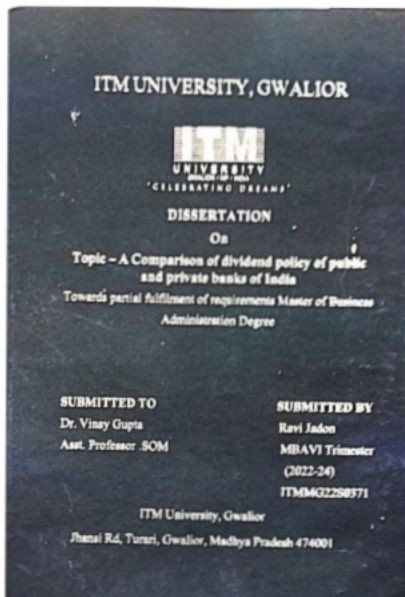 ITM UNIVERSITY, GWALIOR
ITM
UNIVERSITY
GWALIOR • MP • INDIA
"CELEBRATING DREAMS"
DISSERTATION
On
Topic – A Comparison of dividend policy of public
and private banks of India
Towards partial fulfilment of requirements Master of Business
Administration Degree
SUBMITTED TO
Dr. Vinay Gupta
Asst. Professor .SOM
SUBMITTED BY
Ravi Jadon
MBAVI Trimester
(2022-24)
ITMMG22S0371
ITM University, Gwalior
Jhansi Rd, Turari, Gwalior, Madhya Pradesh 474001